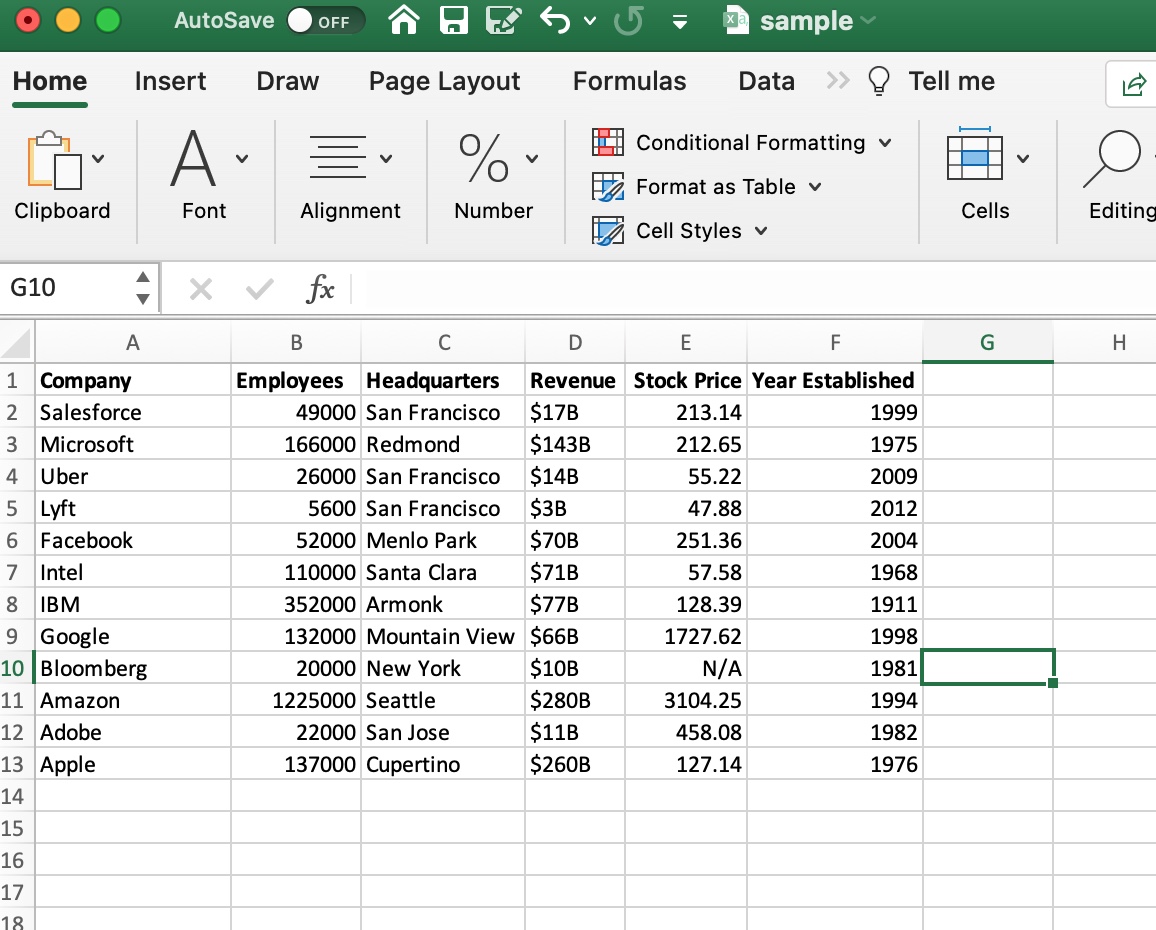 AutoSave OFF sample
Home Insert Draw Page Layout Formulas Data Tell me
Conditional Formatting
Format as Table
Cell Styles
Clipboard Font Alignment Number Cells Editing
G10 fx
A B C D E F G H
1 Company Employees Headquarters Revenue Stock Price Year Established
2 Salesforce 49000 San Francisco $17B 213.14 1999
3 Microsoft 166000 Redmond $143B 212.65 1975
4 Uber 26000 San Francisco $14B 55.22 2009
5 Lyft 5600 San Francisco $3B 47.88 2012
6 Facebook 52000 Menlo Park $70B 251.36 2004
7 Intel 110000 Santa Clara $71B 57.58 1968
8 IBM 352000 Armonk $77B 128.39 1911
9 Google 132000 Mountain View $66B 1727.62 1998
10 Bloomberg 20000 New York $10B N/A 1981
11 Amazon 1225000 Seattle $280B 3104.25 1994
12 Adobe 22000 San Jose $11B 458.08 1982
13 Apple 137000 Cupertino $260B 127.14 1976
14
15
16
17
18